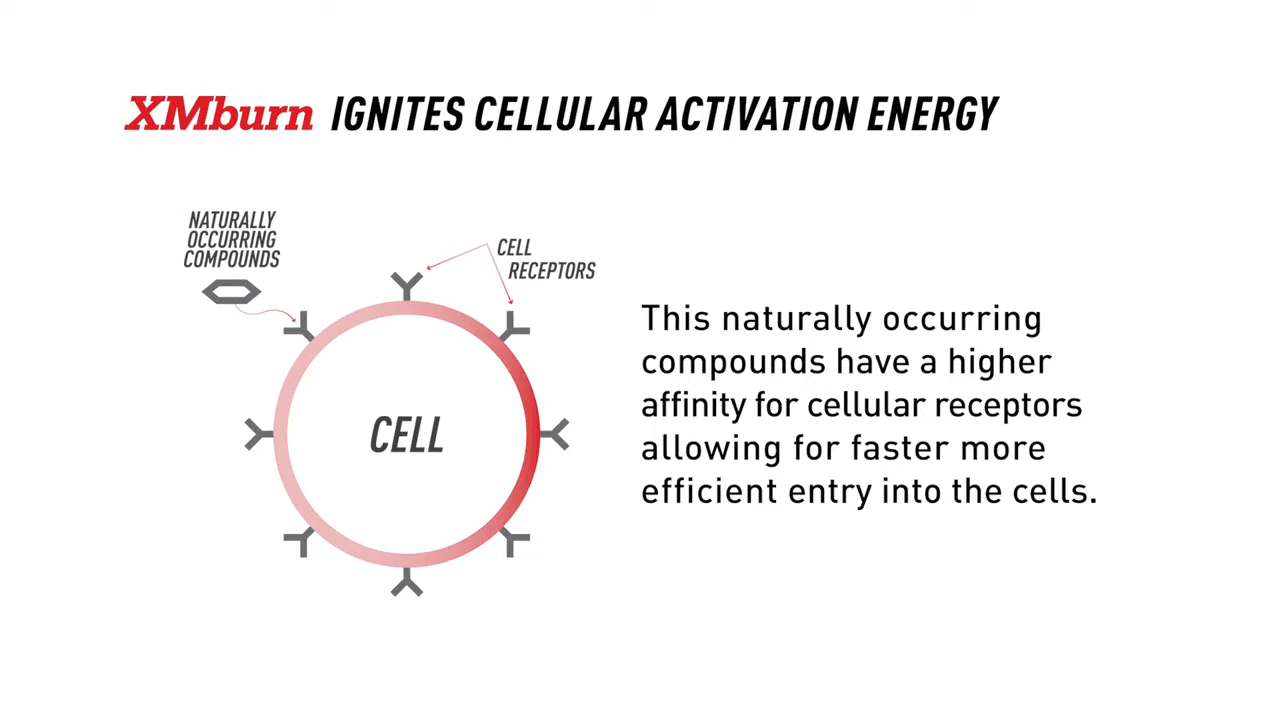 XMburn IGNITES CELLULAR ACTIVATION ENERGY
NATURALLY
OCCURRING
COMPOUNDS
CELL
RECEPTORS
CELL
This naturally occurring
compounds have a higher
affinity for cellular receptors
allowing for faster more
efficient entry into the cells.